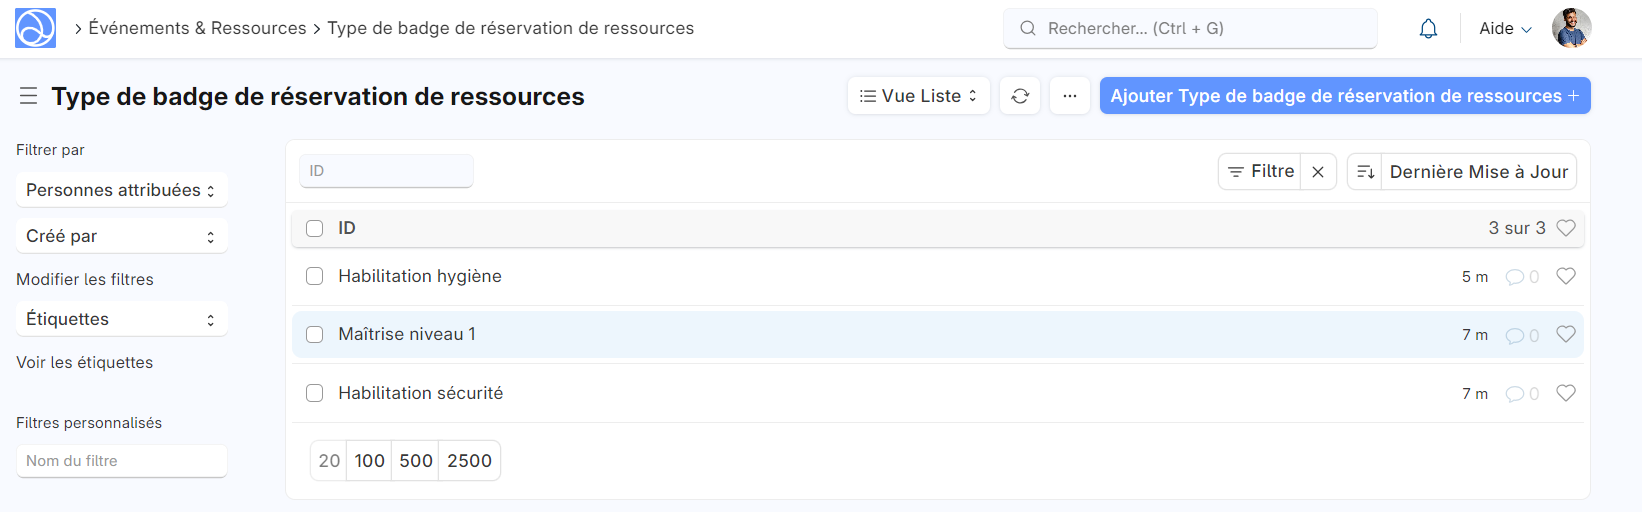 Événements & Ressources
Type de badge de réservation de ressources
Rechercher... (Ctrl + G)
Aide
Type de badge de réservation de ressources
Vue Liste
...
Ajouter Type de badge de réservation de ressources +
Filtrer par
Personnes attribuées
Créé par
Modifier les filtres
Étiquettes
Voir les étiquettes
Filtres personnalisés
Nom du filtre
ID
Filtre
Dernière Mise à Jour
ID
3 sur 3
Habilitation hygiène
5 m
0
Maîtrise niveau 1
7 m
0
Habilitation sécurité
7 m
0
20 100 500 2500